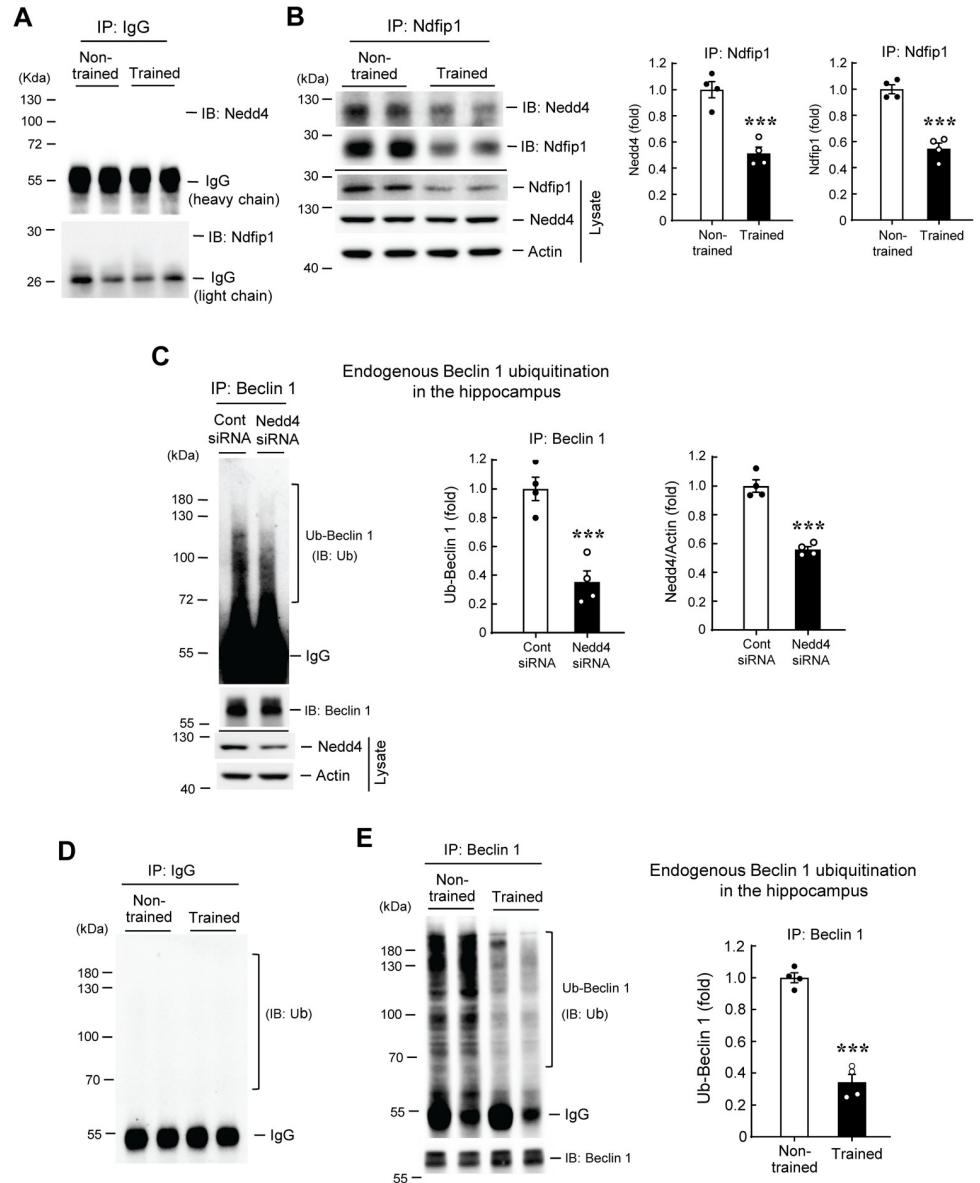 A
IP: IgG
Non-
trained
Trained
(Kda)
130
100
72
55
30
26
IB: Nedd4
IgG
(heavy chain)
IB: Ndfip1
IgG
(light chain)
B
IP: Ndfip1
Non-
trained
Trained
(kDa)
130
30
30
130
40
IB: Nedd4
IB: Ndfip1
Ndfip1
Nedd4
Actin
Lysate
IP: Ndfip1
Nedd4 (fold)
1.2
1.0
0.8
0.6
0.4
0.2
0
***
Non-
trained
Trained
IP: Ndfip1
Ndfip1 (fold)
1.2
1.0
0.8
0.6
0.4
0.2
0
***
Non-
trained
Trained
C
IP: Beclin 1
Cont
siRNA
Nedd4
siRNA
(kDa)
180
130
100
72
55
55
130
40
Ub-Beclin 1
(IB: Ub)
IgG
IB: Beclin 1
Nedd4
Actin
Lysate
Endogenous Beclin 1 ubiquitination
in the hippocampus
IP: Beclin 1
Ub-Beclin 1 (fold)
1.2
1.0
0.8
0.6
0.4
0.2
0
***
Cont
siRNA
Nedd4
siRNA
Nedd4/Actin (fold)
1.2
1.0
0.8
0.6
0.4
0.2
0
***
Cont
siRNA
Nedd4
siRNA
D
IP: IgG
Non-
trained
Trained
(kDa)
180
130
100
70
55
(IB: Ub)
IgG
E
IP: Beclin 1
Non-
trained
Trained
(kDa)
180
130
100
70
55
55
Ub-Beclin 1
(IB: Ub)
IgG
IB: Beclin 1
Endogenous Beclin 1 ubiquitination
in the hippocampus
IP: Beclin 1
Ub-Beclin 1 (fold)
1.2
1.0
0.8
0.6
0.4
0.2
0
***
Non-
trained
Trained